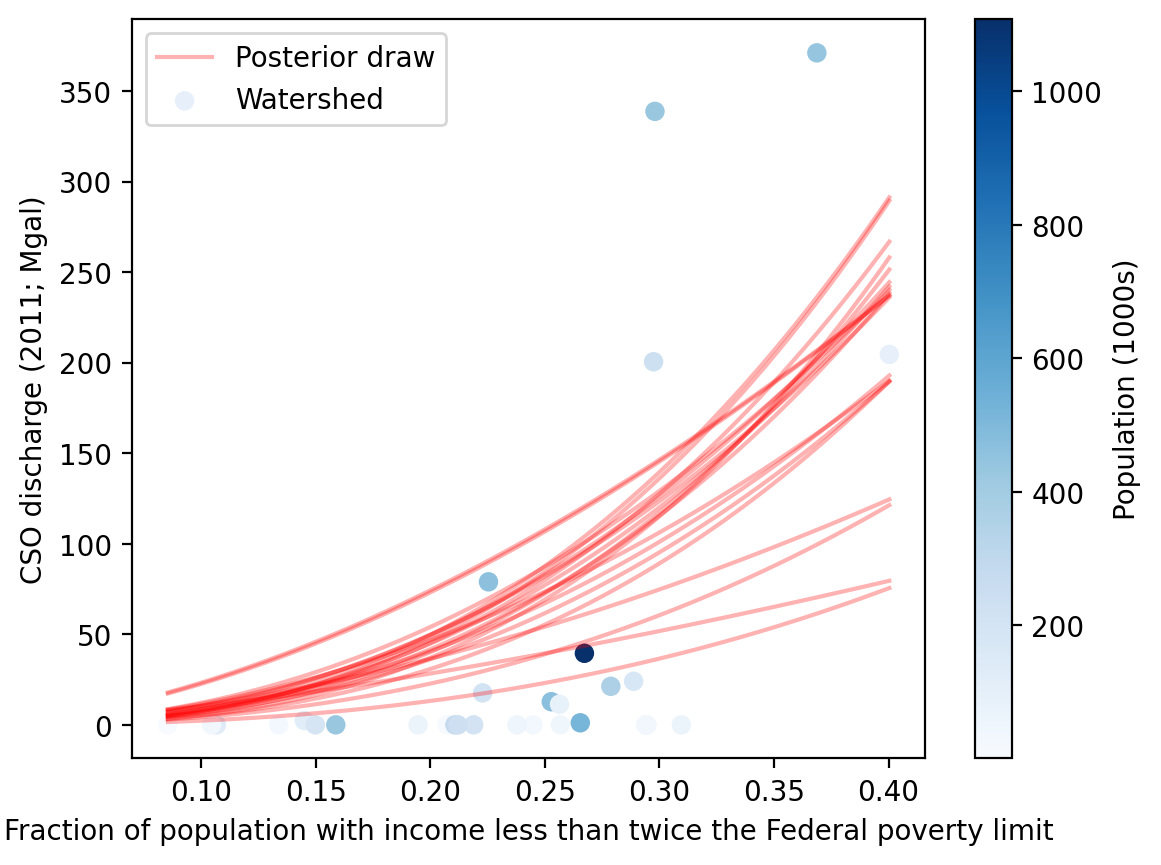 Posterior draw
Watershed
CSO discharge (2011; Mgal)
350
300
250
200
150
100
50
0
0.10 0.15 0.20 0.25 0.30 0.35 0.40
Fraction of population with income less than twice the Federal poverty limit
1000
800
600
400
200
Population (1000s)